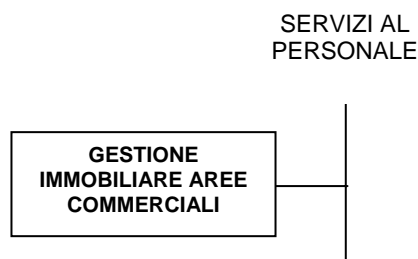 SERVIZI AL
PERSONALE
GESTIONE
IMMOBILIARE AREE
COMMERCIALI